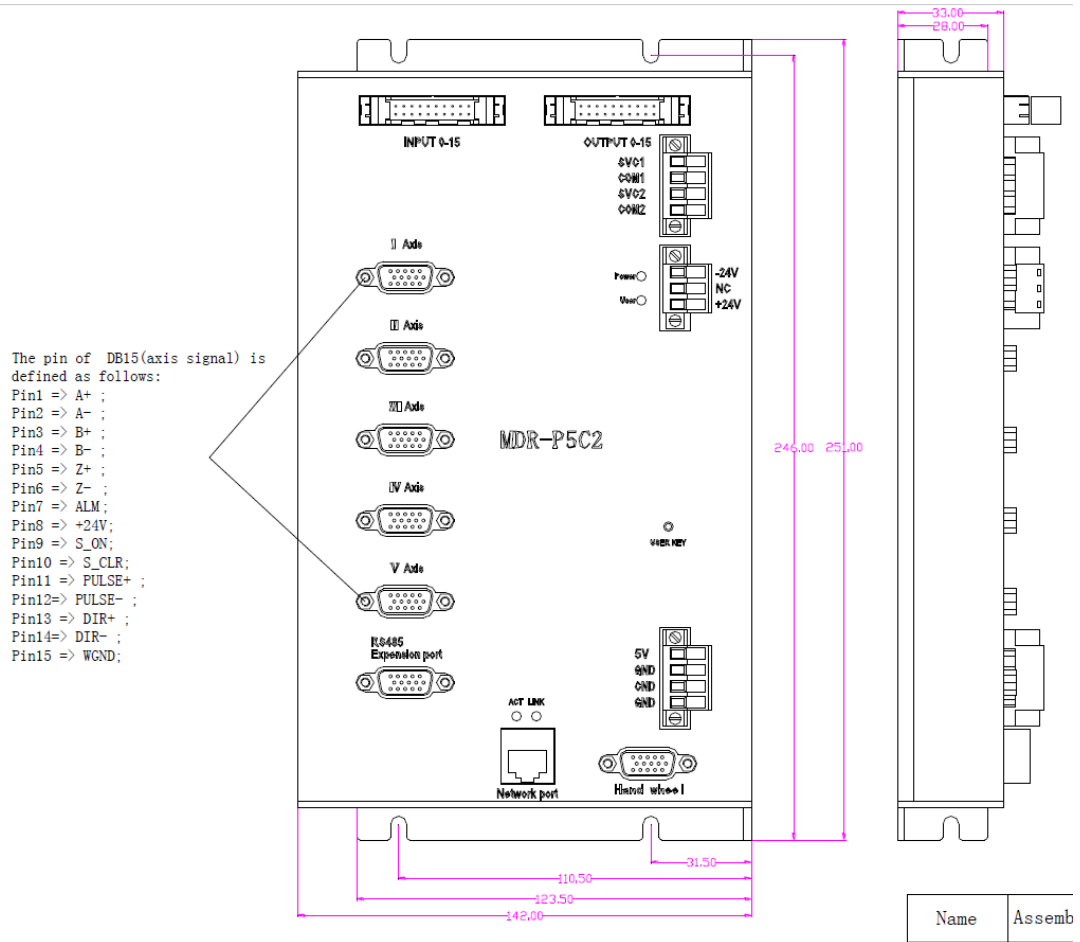 33.00
28.00
INPUT 0-15
OUTPUT 0-15
SVC1
COM1
SVC2
COM2
I Axis
Power
-24V
NC
User
+24V
II Axis
The pin of DB15(axis signal) is
defined as follows:
Pin1 => A+ ;
Pin2 => A- ;
Pin3 => B+ ;
Pin4 => B- ;
Pin5 => Z+ ;
Pin6 => Z- ;
Pin7 => ALM;
Pin8 => +24V;
Pin9 => S_ON;
Pin10 => S_CLR;
Pin11 => PULSE+ ;
Pin12=> PULSE- ;
Pin13 => DIR+ ;
Pin14=> DIR- ;
Pin15 => WGND;
III Axis
MDR-P5C2
246.00
251.00
IV Axis
USER KEY
V Axis
RS485
Expension port
5V
GND
GND
GND
ACT LINK
Network port
Hand wheel
31.50
110.50
123.50
142.00
Name
Assemb